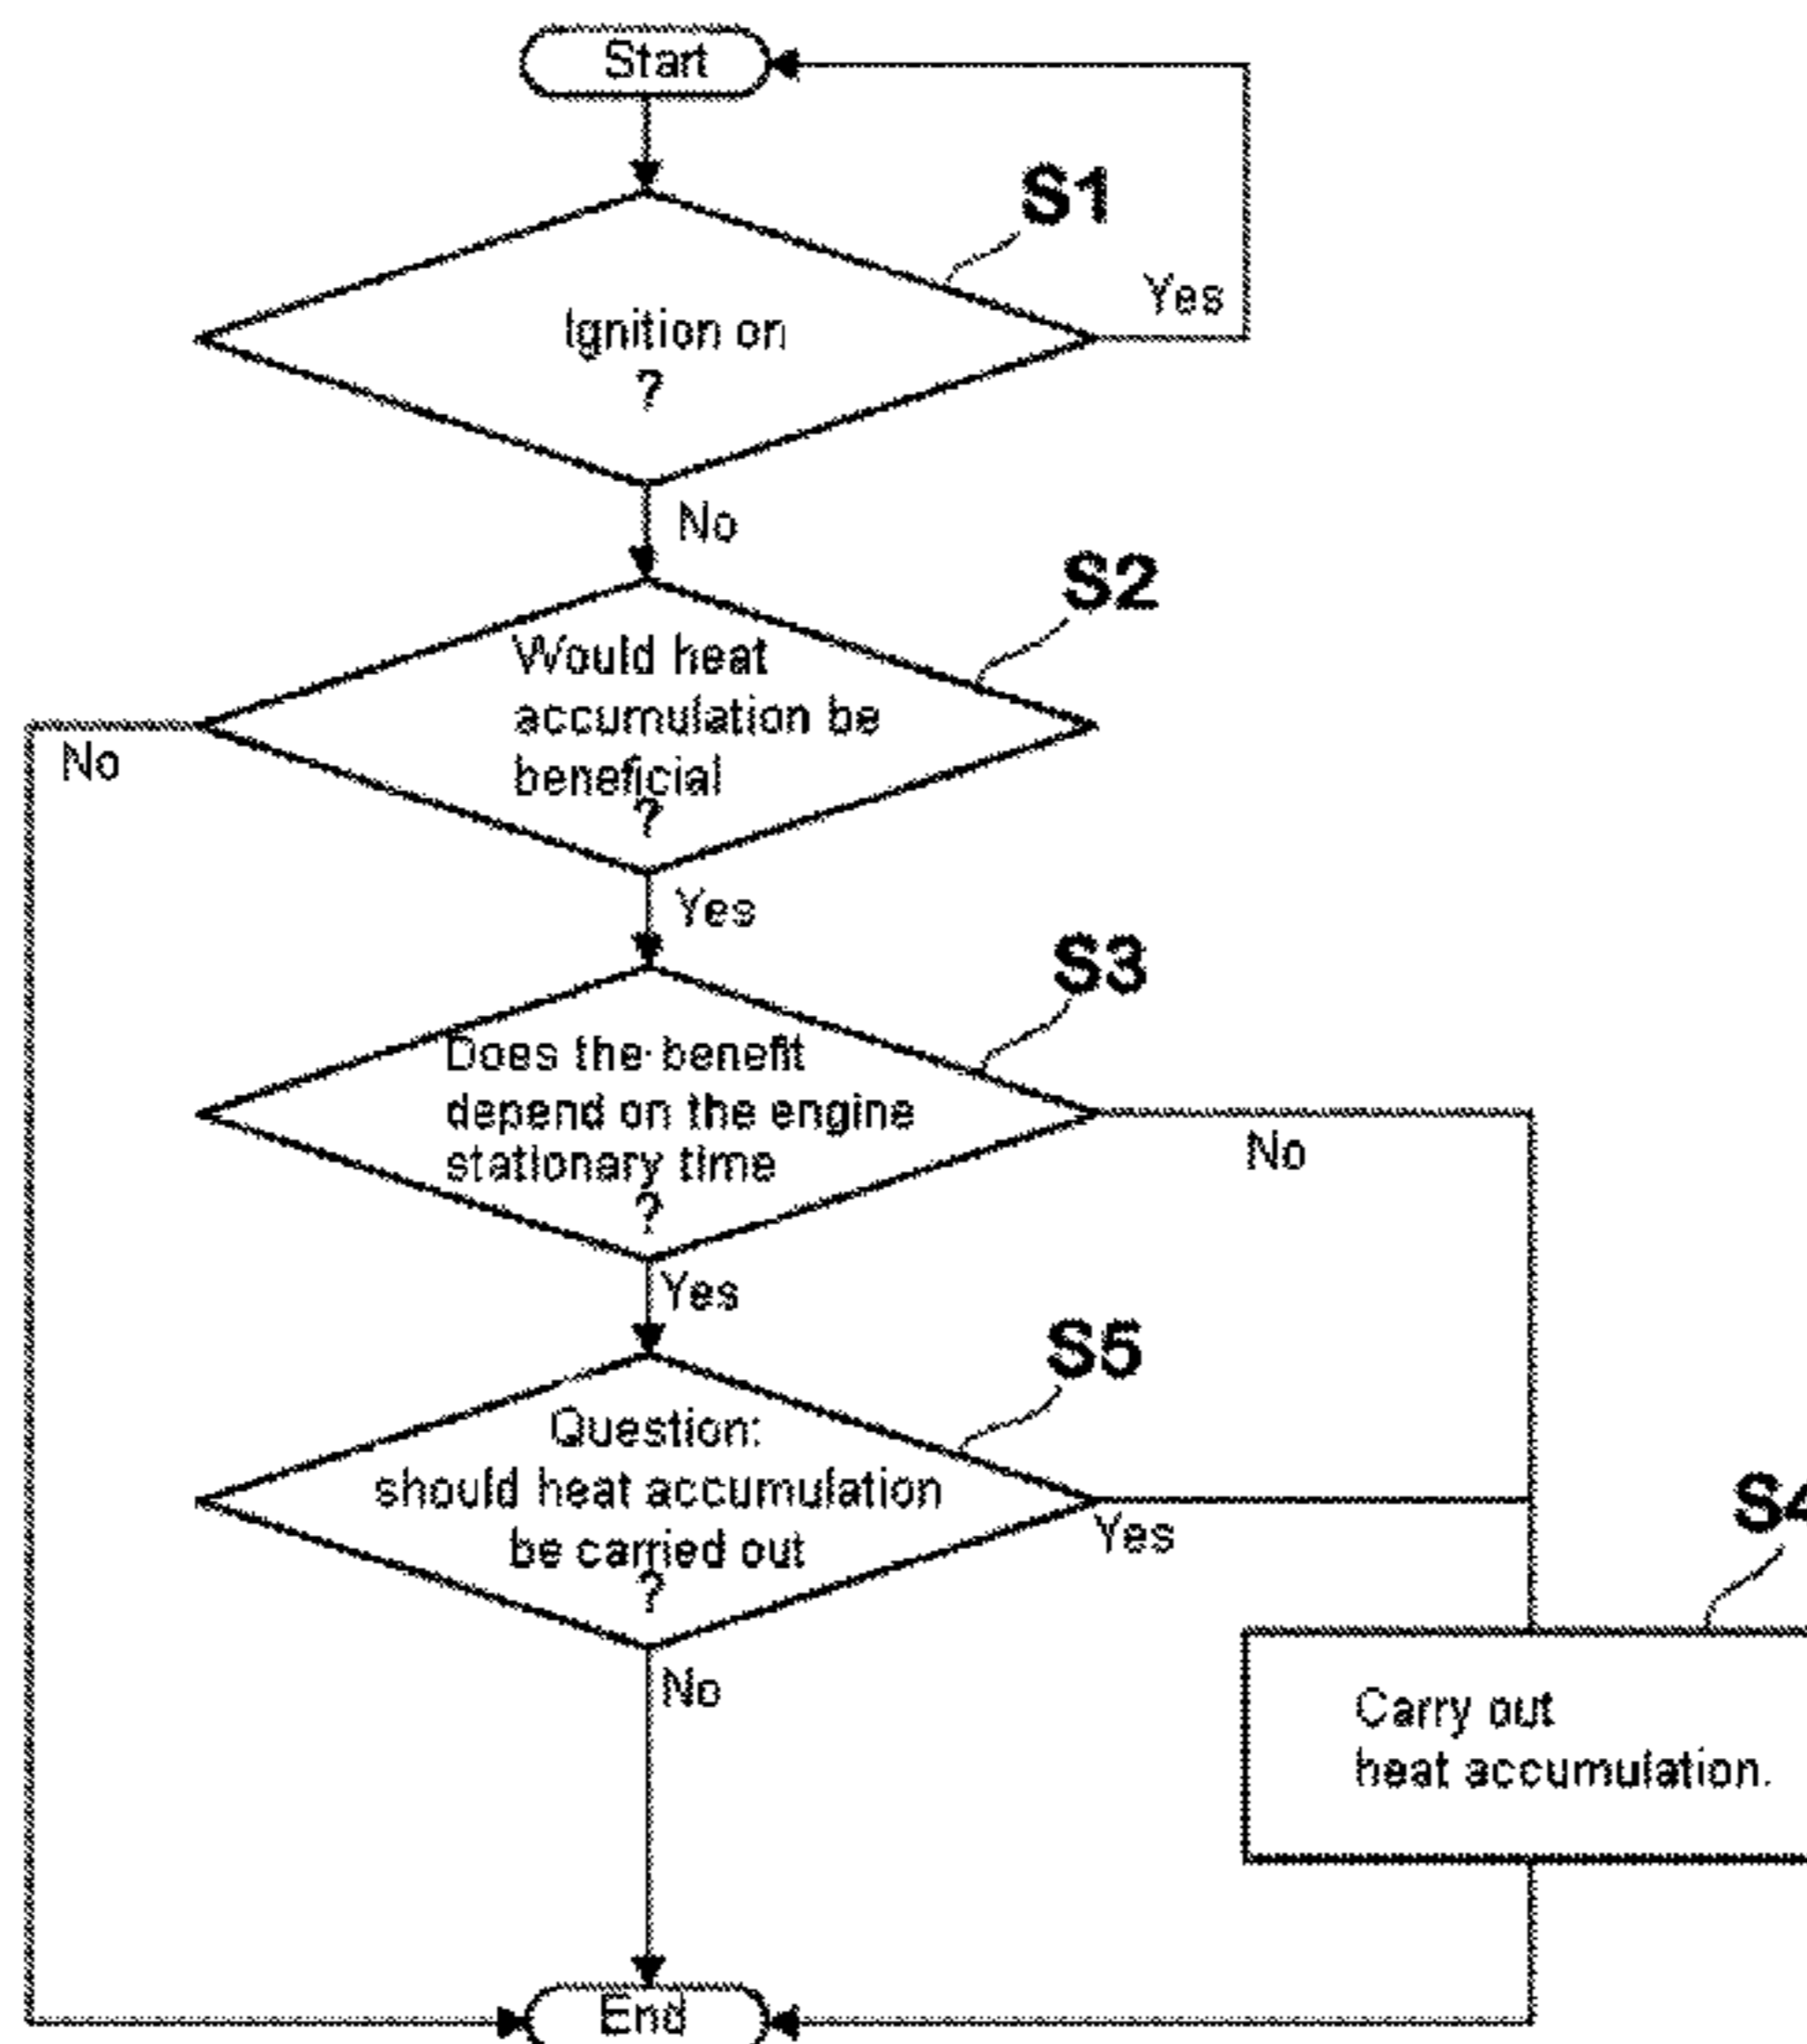 Start
S1
Yes
Ignition on
?
No
S2
Would heat
accumulation be
beneficial
?
No
Yes
S3
Does the benefit
depend on the engine
stationary time
?
No
Yes
S5
Question:
should heat accumulation
be carried out
?
Yes
S4
No
Carry out
heat accumulation.
End